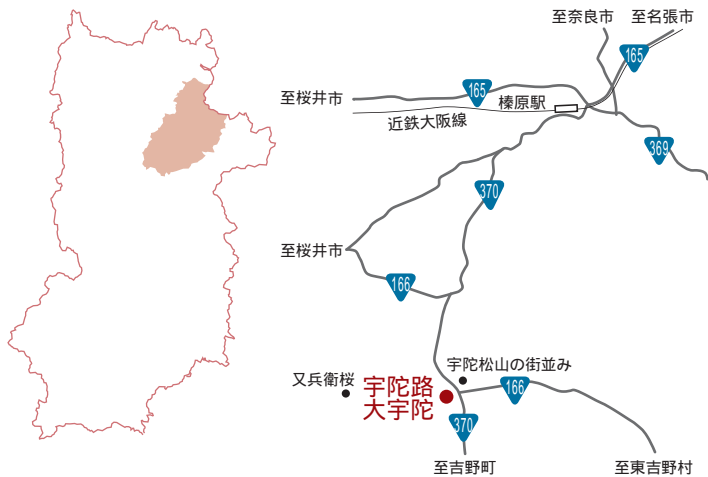 至奈良市
至名張市
165
至桜井市
165
榛原駅
近鉄大阪線
369
370
至桜井市
166
宇陀松山の街並み
又兵衛桜
宇陀路
大宇陀
166
370
至吉野町
至東吉野村